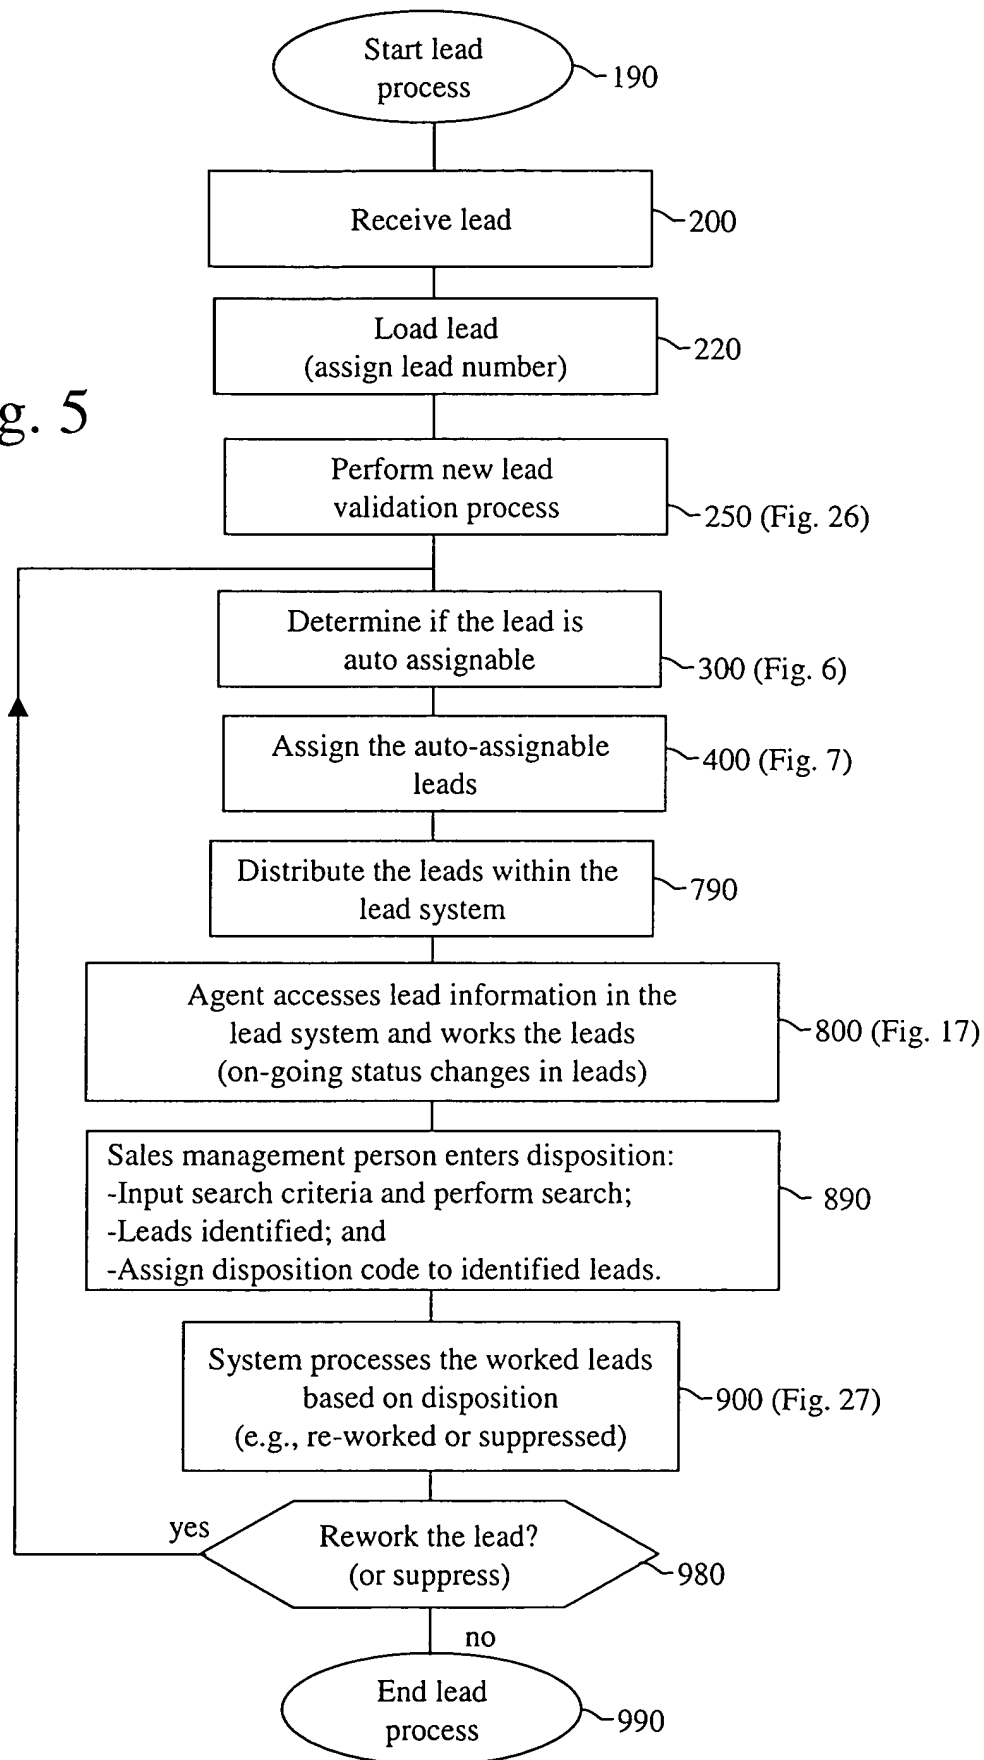 Start lead
process
190
Receive lead
200
Load lead
(assign lead number)
220
g. 5
Perform new lead
validation process
250 (Fig. 26)
Determine if the lead is
auto assignable
300 (Fig. 6)
Assign the auto-assignable
leads
400 (Fig. 7)
Distribute the leads within the
lead system
790
Agent accesses lead information in the
lead system and works the leads
(on-going status changes in leads)
800 (Fig. 17)
Sales management person enters disposition:
-Input search criteria and perform search;
-Leads identified; and
-Assign disposition code to identified leads.
890
System processes the worked leads
based on disposition
(e.g., re-worked or suppressed)
900 (Fig. 27)
yes
Rework the lead?
(or suppress)
980
no
End lead
process
990